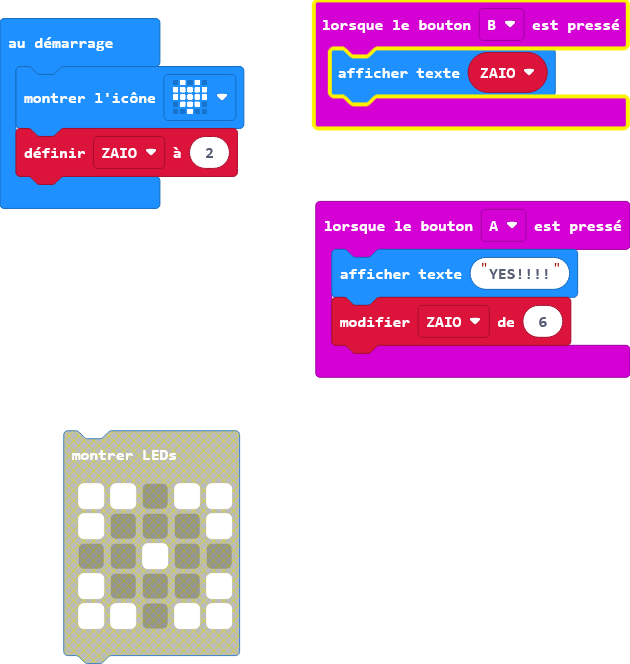 au démarrage
montrer l'icône
définir ZAIO à 2
lorsque le bouton B est pressé
afficher texte ZAIO
lorsque le bouton A est pressé
afficher texte "YES!!!!"
modifier ZAIO de 6
montrer LEDs